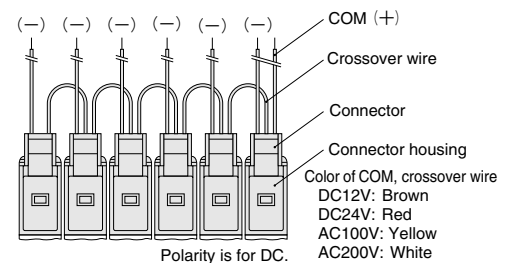 (−) (−) (−) (−) (−) (−)
COM (+)
Crossover wire
Connector
Connector housing
Color of COM, crossover wire
DC12V: Brown
DC24V: Red
AC100V: Yellow
AC200V: White
Polarity is for DC.